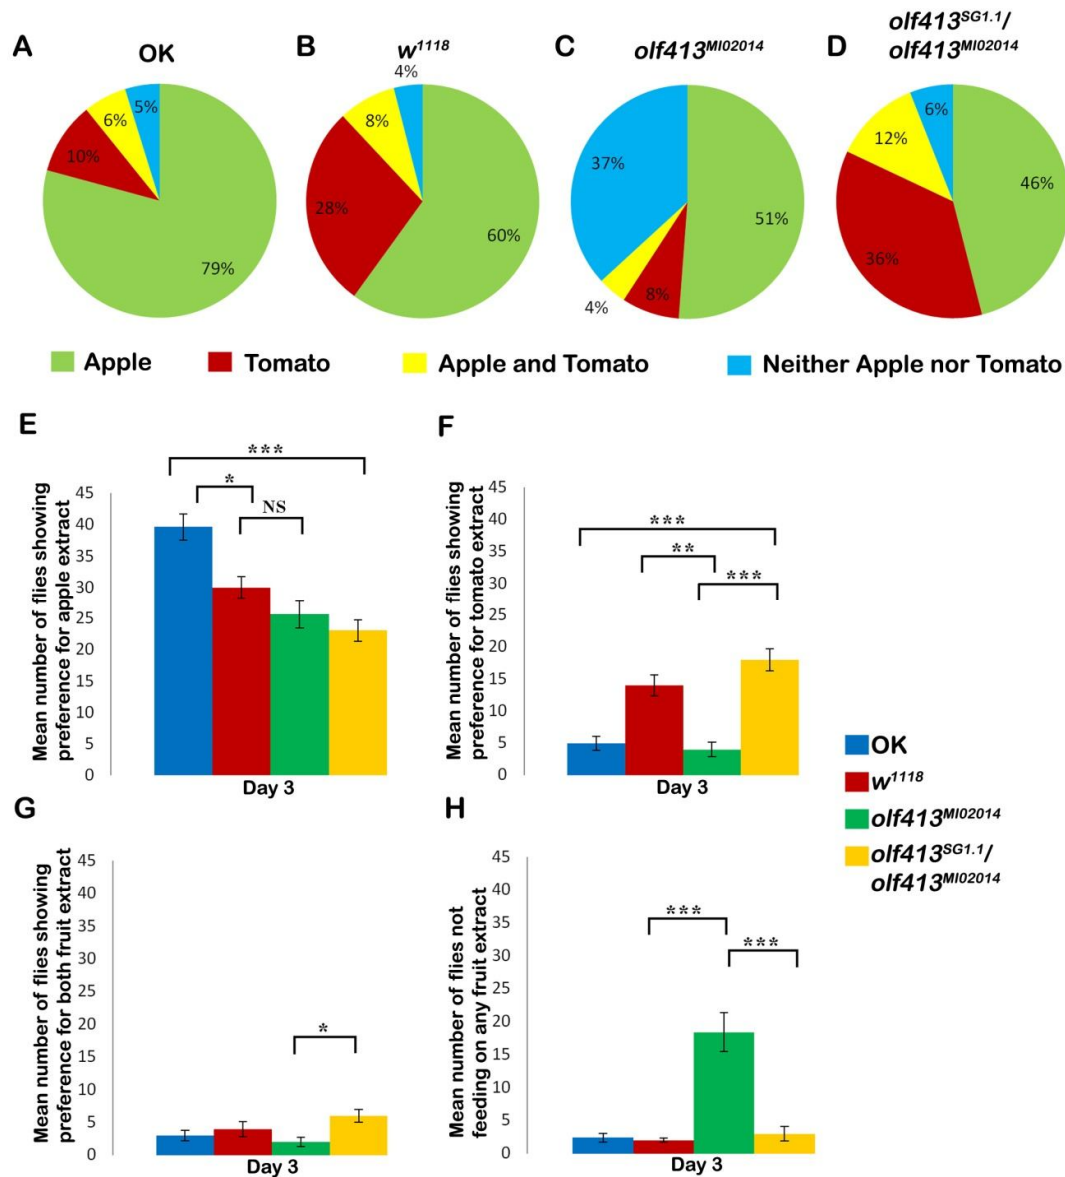 A
OK
5%
6%
10%
79%
B
w1118
4%
8%
28%
60%
C
olf413MI02014
37%
51%
4%
8%
D
olf413SG1.1/
olf413MI02014
6%
12%
46%
36%
Apple
Tomato
Apple and Tomato
Neither Apple nor Tomato
E
Mean number of flies showing
preference for apple extract
45
40
35
30
25
20
15
10
5
0
***
*
NS
Day 3
F
Mean number of flies showing
preference for tomato extract
45
40
35
30
25
20
15
10
5
0
***
**
***
Day 3
OK
w1118
olf413MI02014
olf413SG1.1/
olf413MI02014
G
Mean number of flies showing
preference for both fruit extract
45
40
35
30
25
20
15
10
5
0
*
Day 3
H
Mean number of flies not
feeding on any fruit extract
45
40
35
30
25
20
15
10
5
0
***
***
Day 3